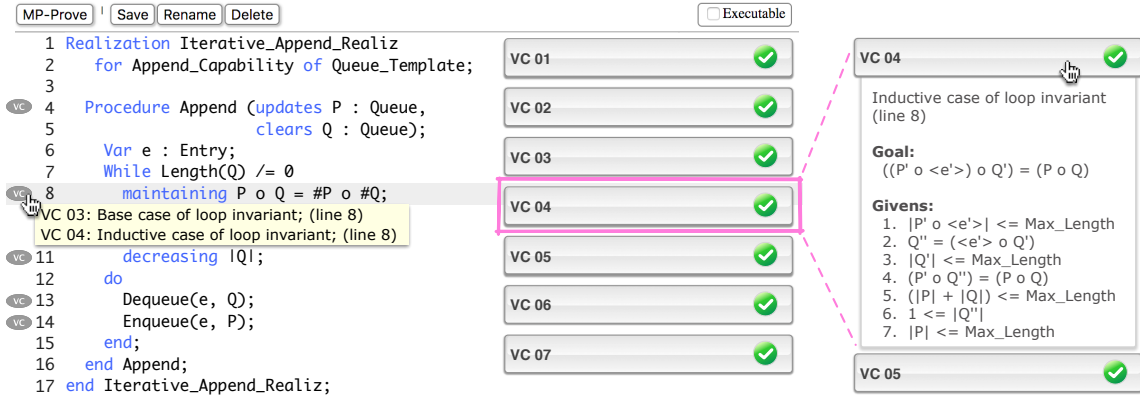 MP-Prove Save Rename Delete Executable
1 Realization Iterative_Append_Realiz
2 for Append_Capability of Queue_Template;
3
VC 4 Procedure Append (updates P : Queue,
5 clears Q : Queue);
6 Var e : Entry;
7 While Length(Q) /= 0
VC 8 maintaining P o Q = #P o #Q;
VC 03: Base case of loop invariant; (line 8)
VC 04: Inductive case of loop invariant; (line 8)
VC 11 decreasing |Q|;
12 do
VC 13 Dequeue(e, Q);
VC 14 Enqueue(e, P);
15 end;
16 end Append;
17 end Iterative_Append_Realiz;
VC 01
VC 02
VC 03
VC 04
VC 05
VC 06
VC 07
VC 04
Inductive case of loop invariant
(line 8)
Goal:
((P' o <e'>) o Q') = (P o Q)
Givens:
1. |P' o <e'>| <= Max_Length
2. Q'' = (<e'> o Q')
3. |Q'| <= Max_Length
4. (P' o Q'') = (P o Q)
5. (|P| + |Q|) <= Max_Length
6. 1 <= |Q''|
7. |P| <= Max_Length
VC 05